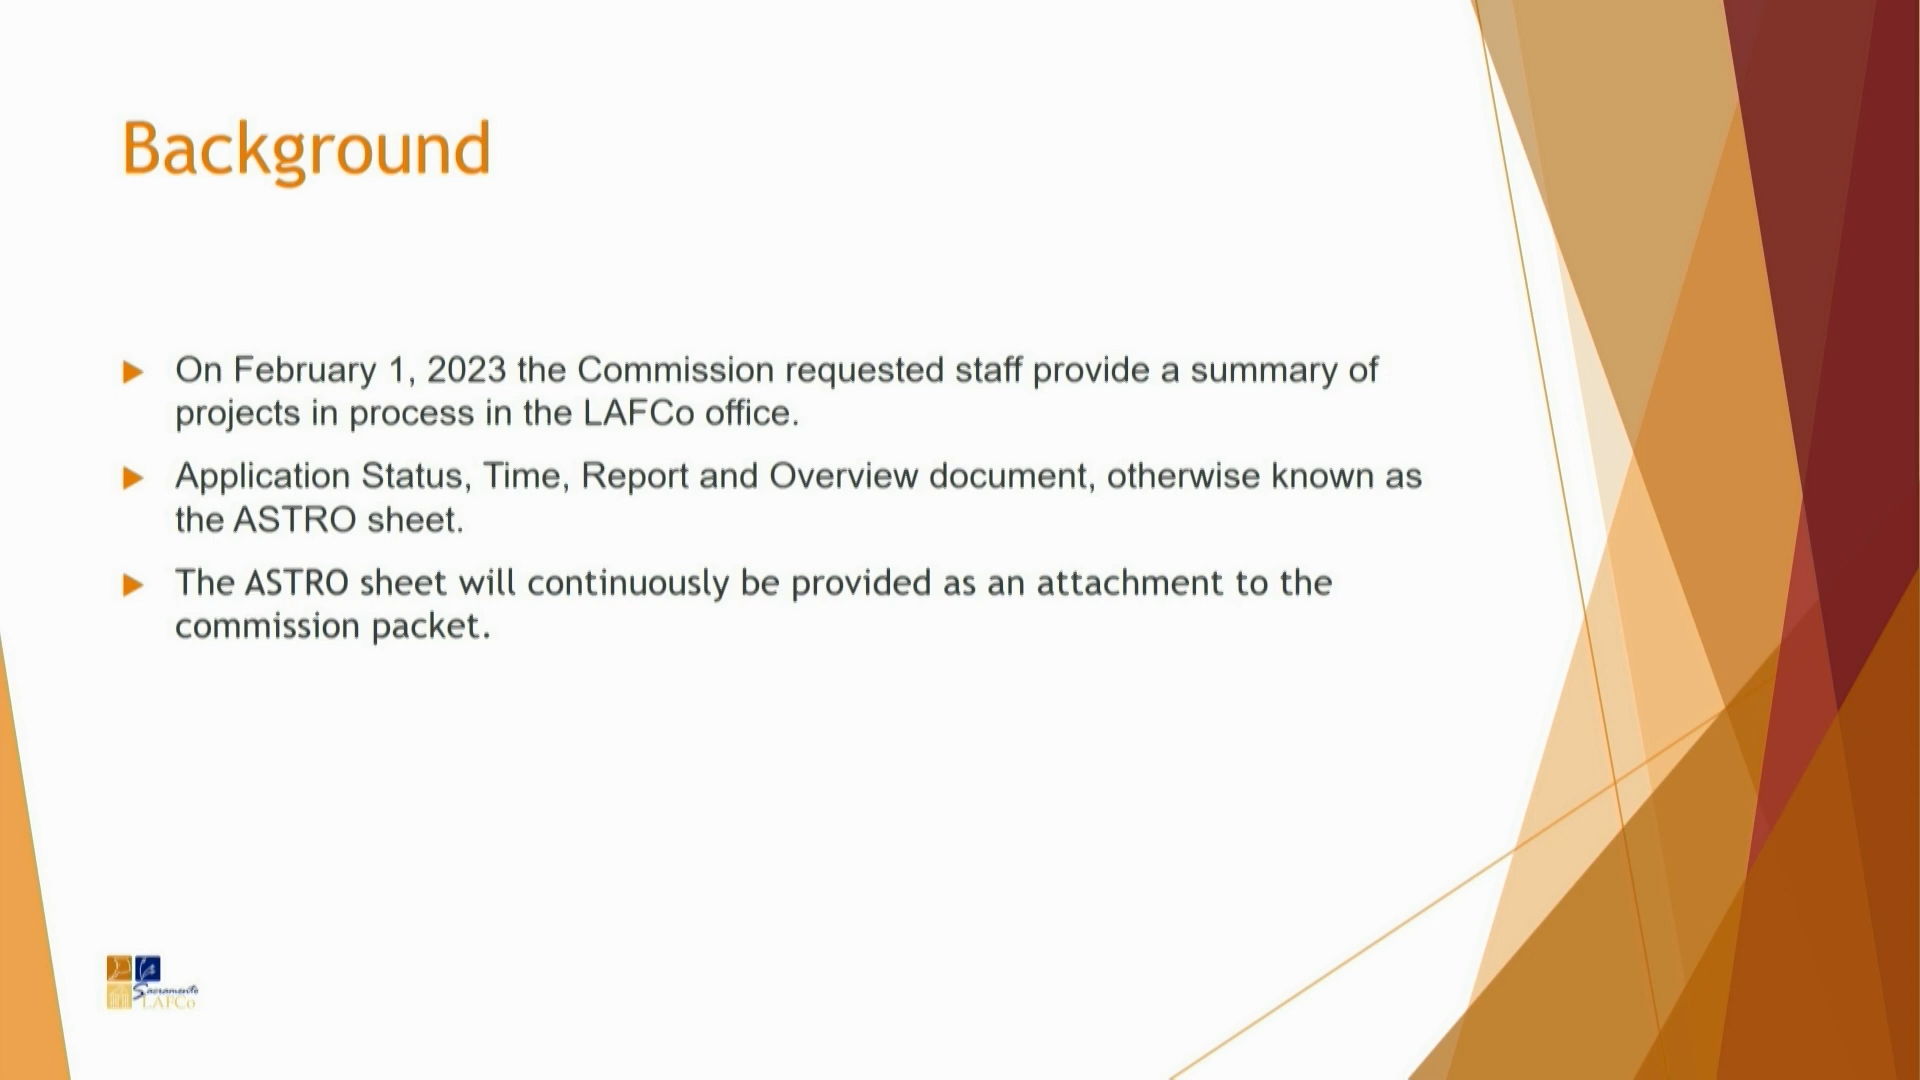 Background
On February 1, 2023 the Commission requested staff provide a summary of
projects in process in the LAFCo office.
Application Status, Time, Report and Overview document, otherwise known as
the ASTRO sheet.
The ASTRO sheet will continuously be provided as an attachment to the
commission packet.
Sacramento
LAFCo